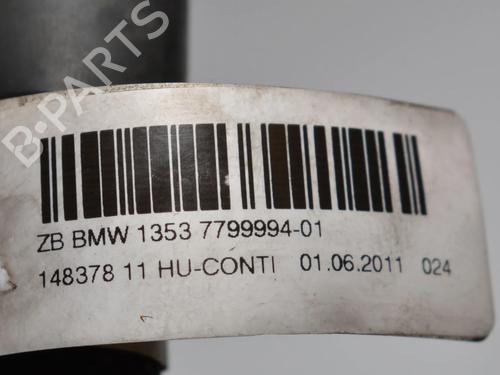 B-PARTS
ZB BMW 1353 7799994-01
148378 11 HU-CONTI 01.06.2011 024